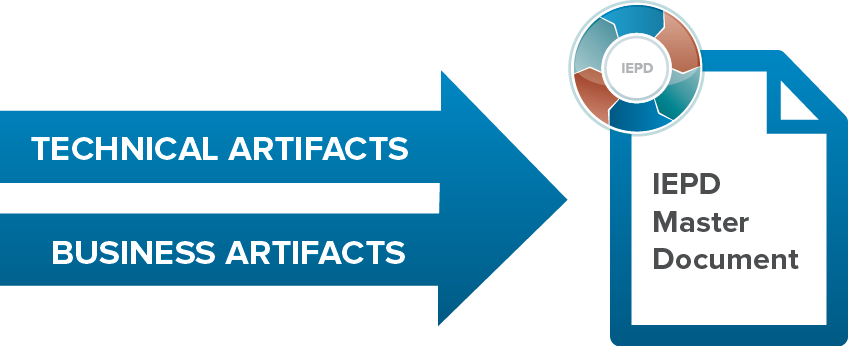 TECHNICAL ARTIFACTS
BUSINESS ARTIFACTS
IEPD
IEPD
Master
Document